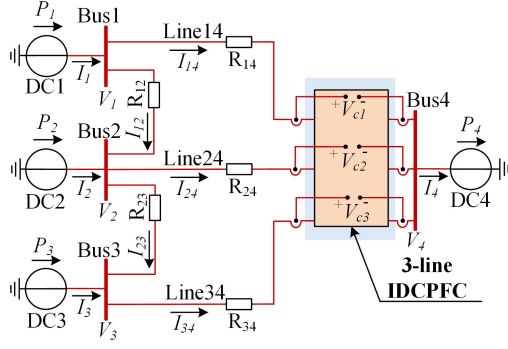 P1
Bus1
Line14
DC1
I1
V1
I14
R14
R12
I12
+Vc1-
Bus4
P2
Bus2
Line24
DC2
I2
V2
I24
R24
+Vc2-
P4
I4
DC4
R23
I23
+Vc3-
V4
P3
Bus3
Line34
DC3
I3
V3
I34
R34
3-line
IDCPFC